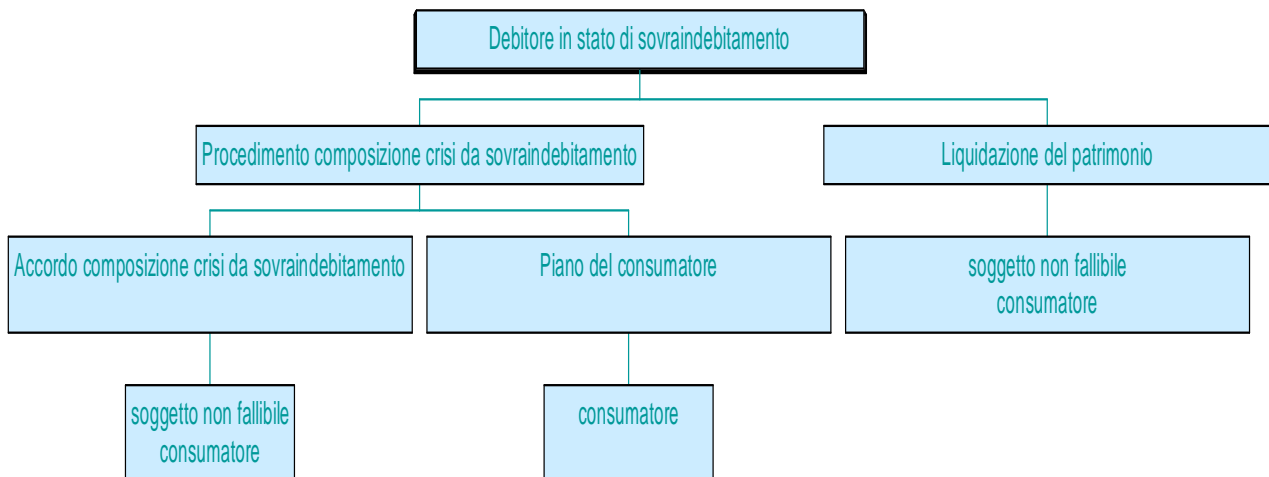 Debitore in stato di sovraindebitamento
Procedimento composizione crisi da sovraindebitamento
Liquidazione del patrimonio
Accordo composizione crisi da sovraindebitamento
Piano del consumatore
soggetto non fallibile
consumatore
soggetto non fallibile
consumatore
consumatore